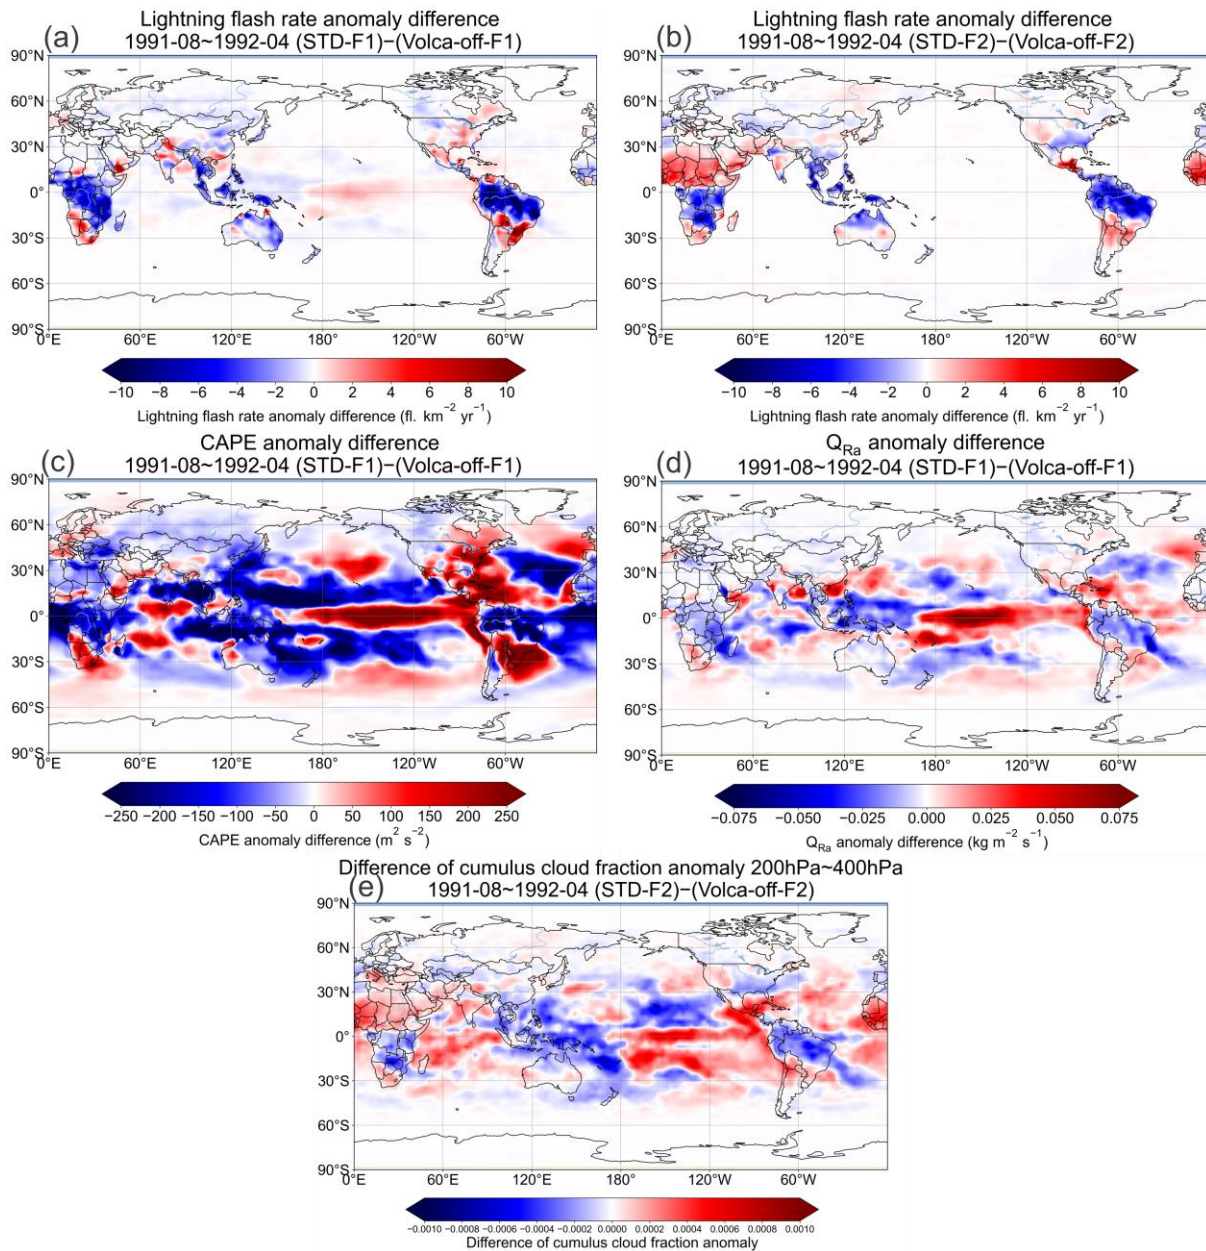 Lightning flash rate anomaly difference
(a) 1991-08~1992-04 (STD-F1)−(Volca-off-F1)
90°N
60°N
30°N
0°
30°S
60°S
90°S
0°E 60°E 120°E 180° 120°W 60°W
−10 −8 −6 −4 −2 0 2 4 6 8 10
Lightning flash rate anomaly difference (fl. km⁻² yr⁻¹)
Lightning flash rate anomaly difference
(b) 1991-08~1992-04 (STD-F2)−(Volca-off-F2)
90°N
60°N
30°N
0°
30°S
60°S
90°S
0°E 60°E 120°E 180° 120°W 60°W
−10 −8 −6 −4 −2 0 2 4 6 8 10
Lightning flash rate anomaly difference (fl. km⁻² yr⁻¹)
CAPE anomaly difference
(c) 1991-08~1992-04 (STD-F1)−(Volca-off-F1)
90°N
60°N
30°N
0°
30°S
60°S
90°S
0°E 60°E 120°E 180° 120°W 60°W
−250 −200 −150 −100 −50 0 50 100 150 200 250
CAPE anomaly difference (m² s⁻²)
Q_Ra anomaly difference
(d) 1991-08~1992-04 (STD-F1)−(Volca-off-F1)
90°N
60°N
30°N
0°
30°S
60°S
90°S
0°E 60°E 120°E 180° 120°W 60°W
−0.075 −0.050 −0.025 0.000 0.025 0.050 0.075
Q_Ra anomaly difference (kg m⁻² s⁻¹)
Difference of cumulus cloud fraction anomaly 200hPa~400hPa
(e) 1991-08~1992-04 (STD-F2)−(Volca-off-F2)
90°N
60°N
30°N
0°
30°S
60°S
90°S
0°E 60°E 120°E 180° 120°W 60°W
−0.0010 −0.0008 −0.0006 −0.0004 −0.0002 0.0000 0.0002 0.0004 0.0006 0.0008 0.0010
Difference of cumulus cloud fraction anomaly